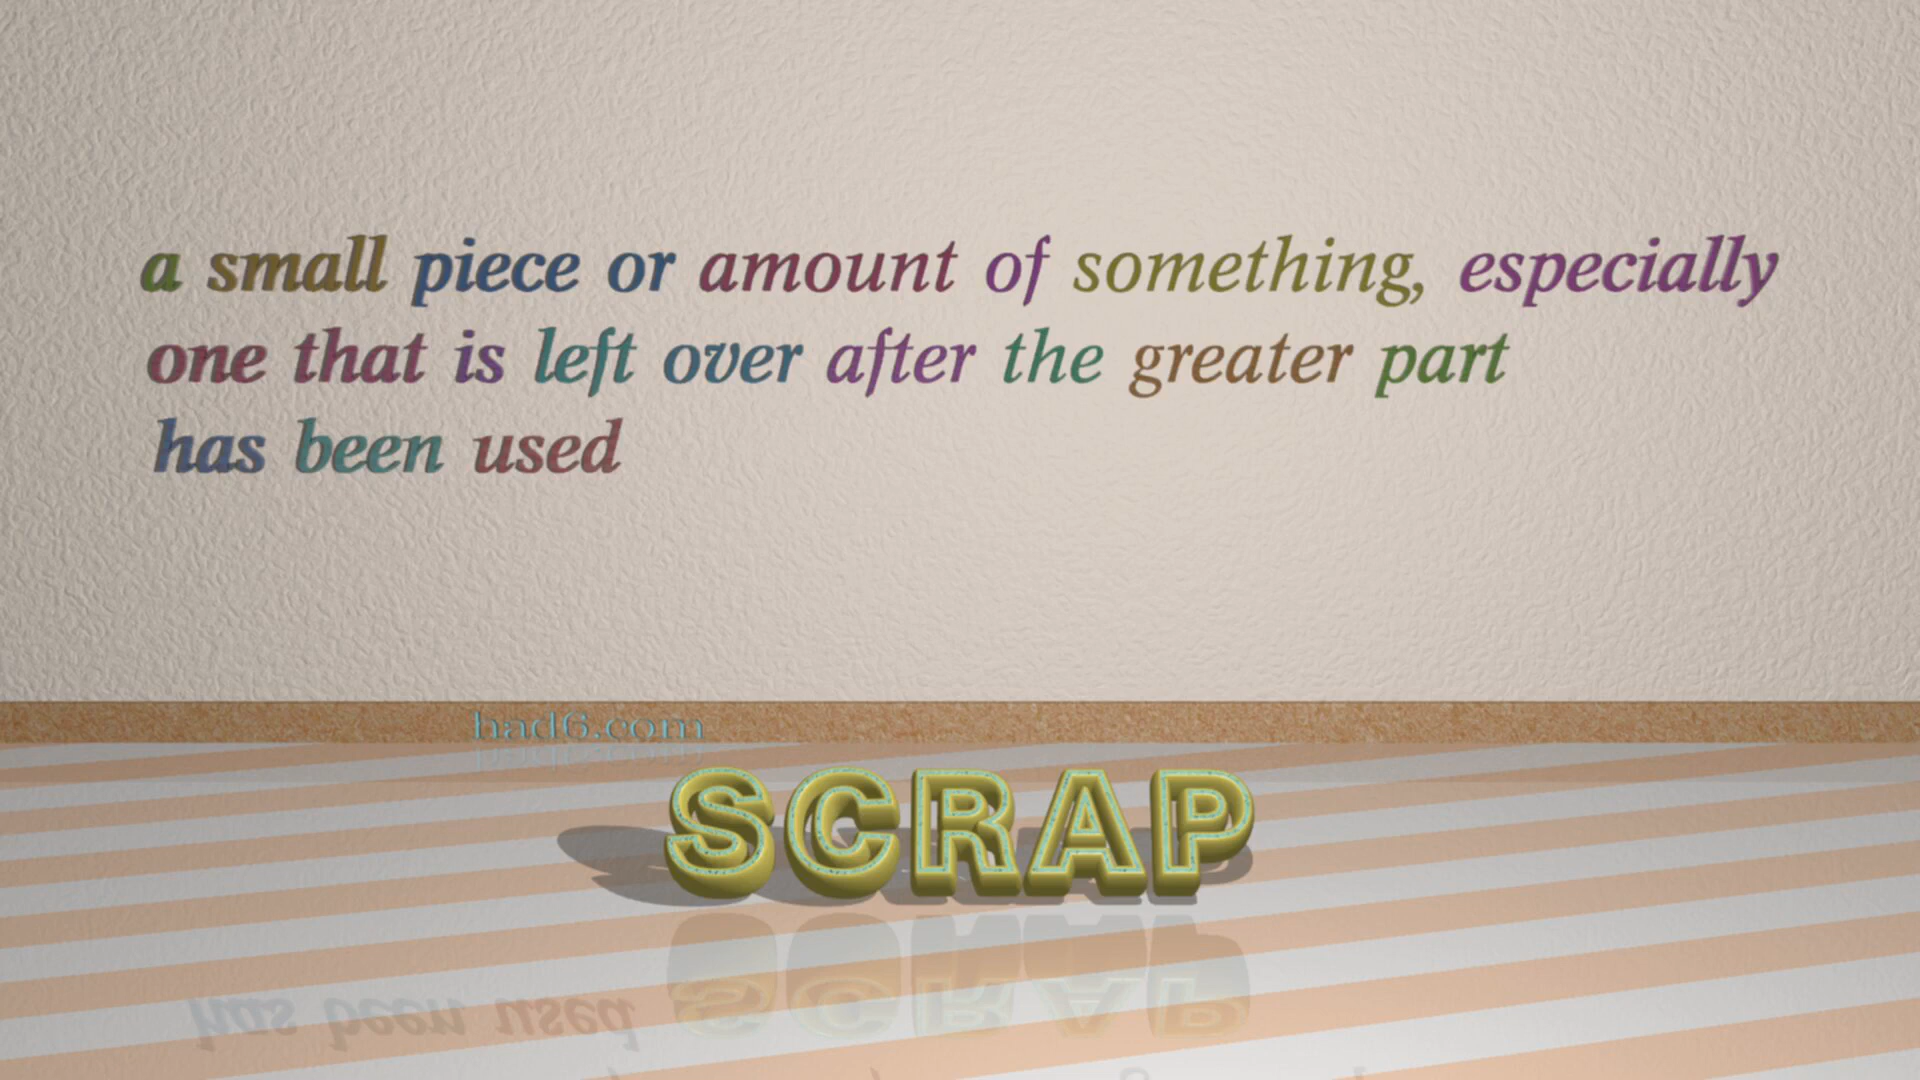 a small piece or amount of something, especially
one that is left over after the greater part
has been used
had6.com
SCRAP